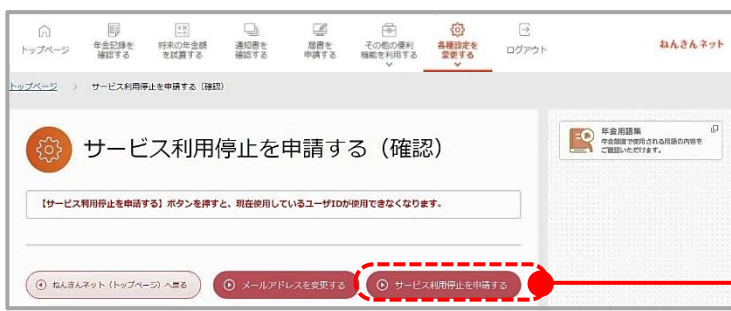 トップページ
年金記録を
確認する
将来の年金額
を試算する
通知書を
確認する
届書を
申請する
その他の便利
機能を利用する
各種設定を
変更する
ログアウト
ねんきんネット
トップページ > サービス利用停止を申請する（確認）
サービス利用停止を申請する（確認）
年金用語集
年金制度で使用される用語の内容を
ご確認いただけます。
【サービス利用停止を申請する】ボタンを押すと、現在使用しているユーザIDが使用できなくなります。
ねんきんネット（トップページ）へ戻る
メールアドレスを変更する
サービス利用停止を申請する